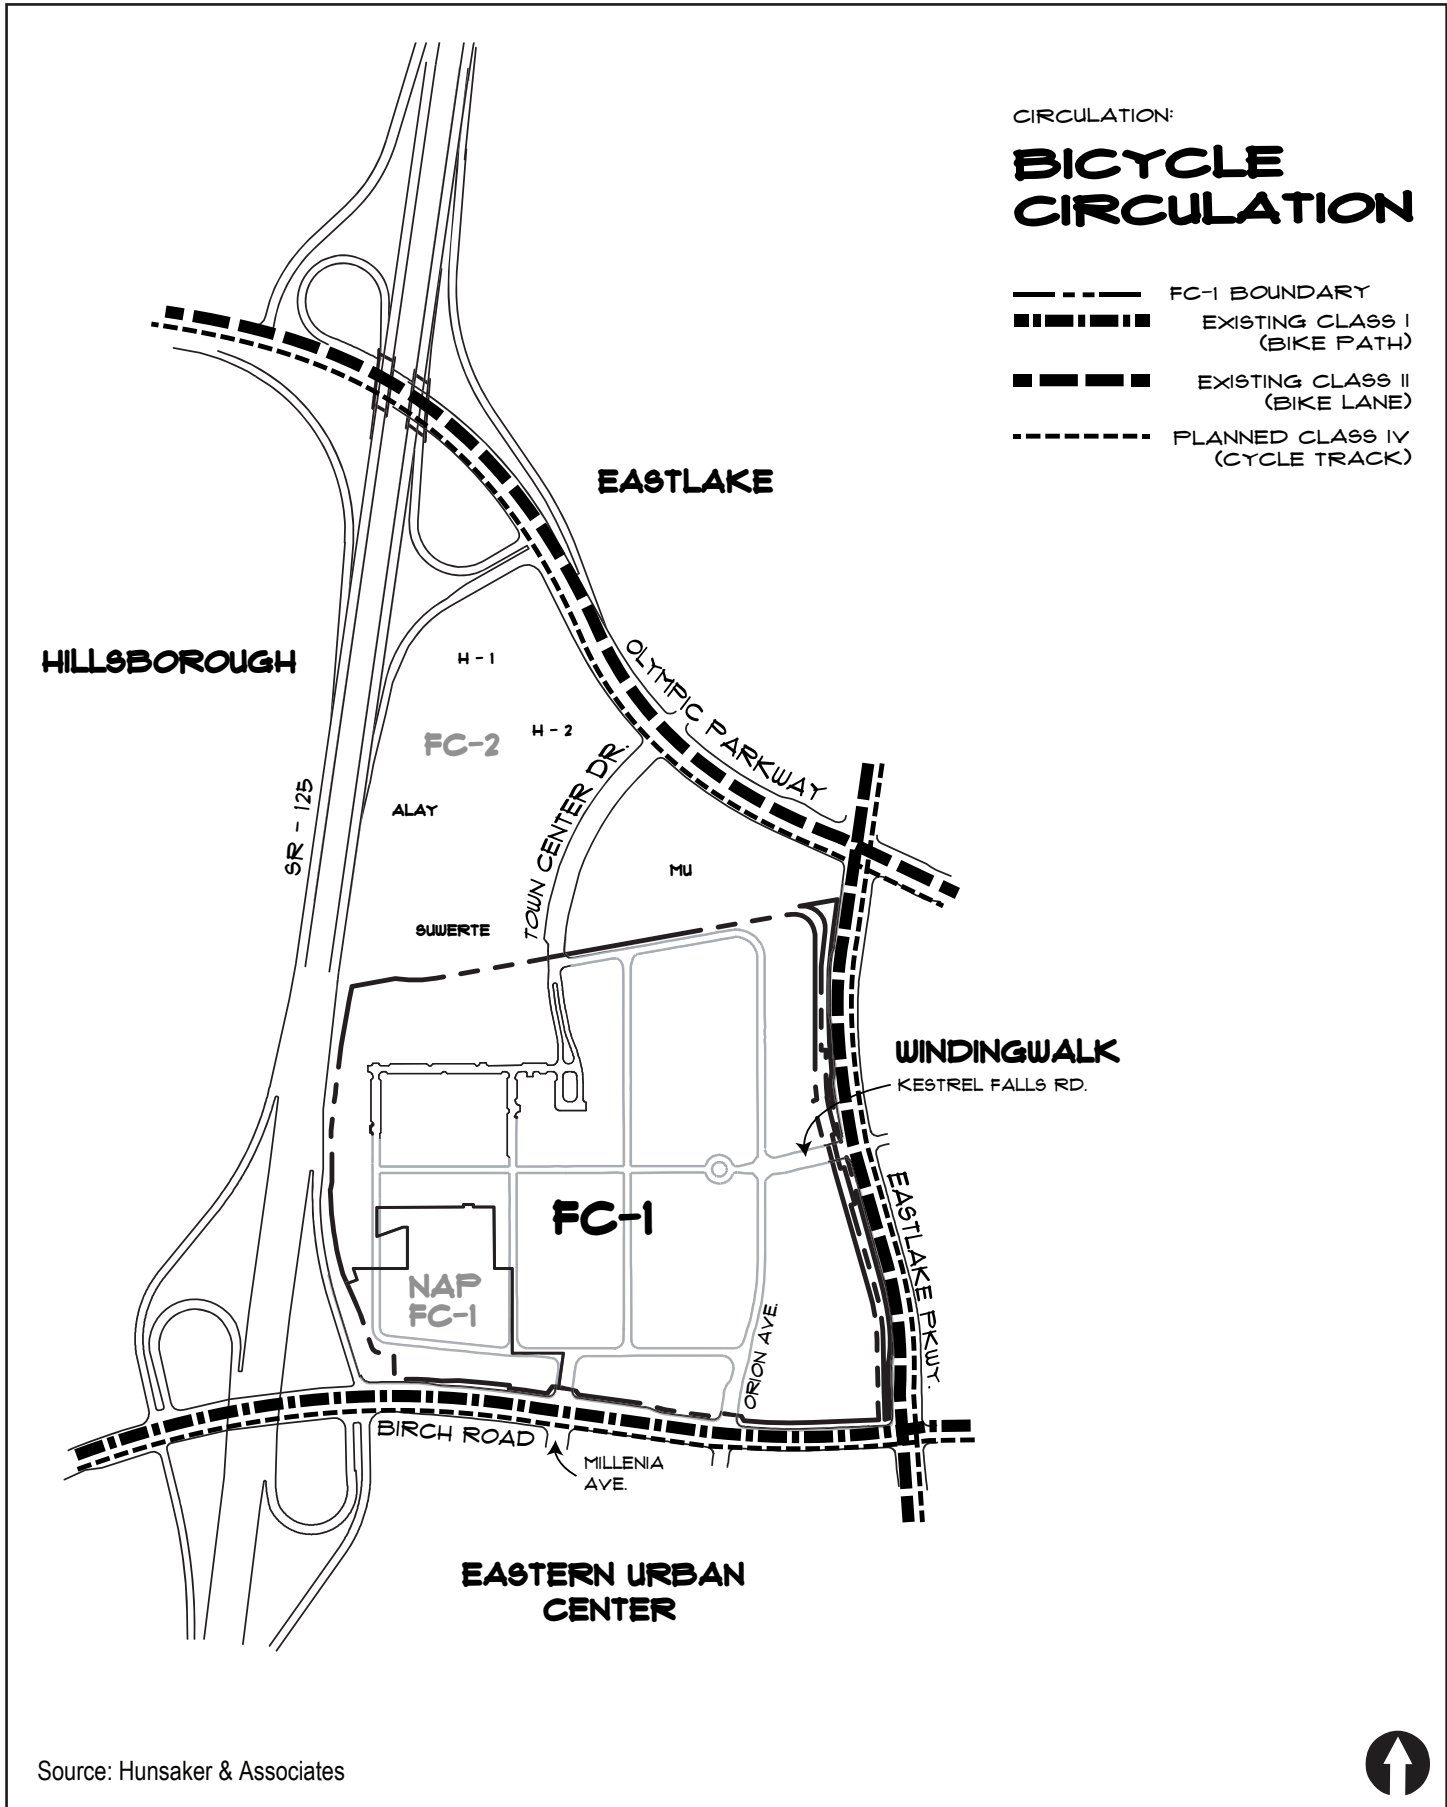 CIRCULATION:
BICYCLE
CIRCULATION
FC-1 BOUNDARY
EXISTING CLASS I
(BIKE PATH)
EXISTING CLASS II
(BIKE LANE)
PLANNED CLASS IV
(CYCLE TRACK)
EASTLAKE
HILLSBOROUGH
H - 1
OLYMPIC PARKWAY
FC-2
H - 2
TOWN CENTER DR.
SR - 125
ALAY
MU
SUWERTE
WINDINGWALK
KESTREL FALLS RD.
EASTLAKE PKWY.
FC-1
NAP
FC-1
ORION AVE.
BIRCH ROAD
MILLENIA
AVE.
EASTERN URBAN
CENTER
Source: Hunsaker & Associates